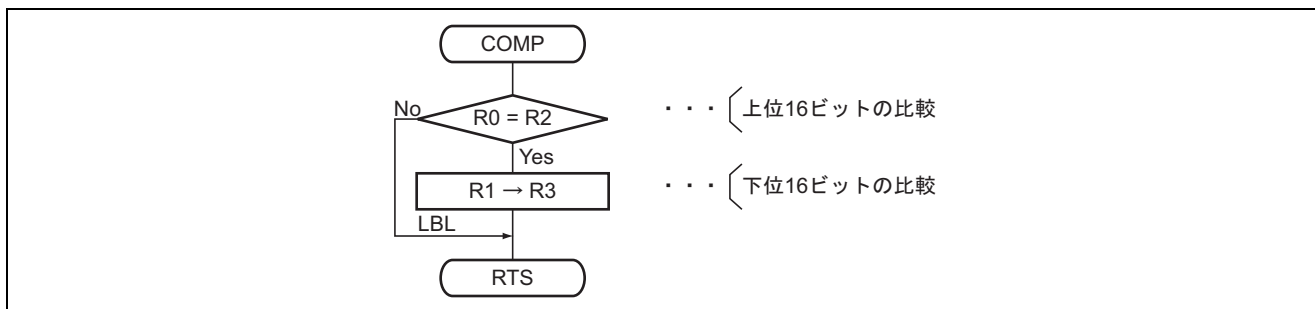 COMP
No
R0 = R2
・・・ 上位16ビットの比較
Yes
R1 → R3
・・・ 下位16ビットの比較
LBL
RTS